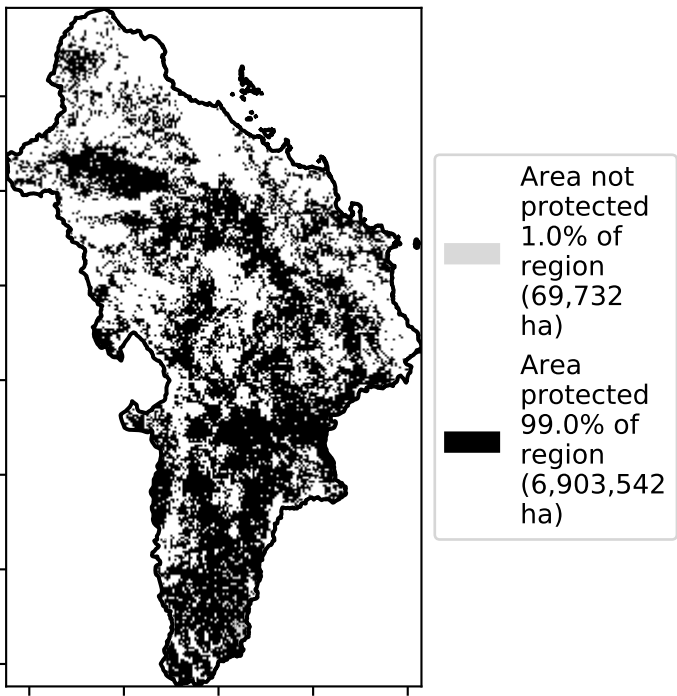 Area not
protected
1.0% of
region
(69,732
ha)
Area
protected
99.0% of
region
(6,903,542
ha)